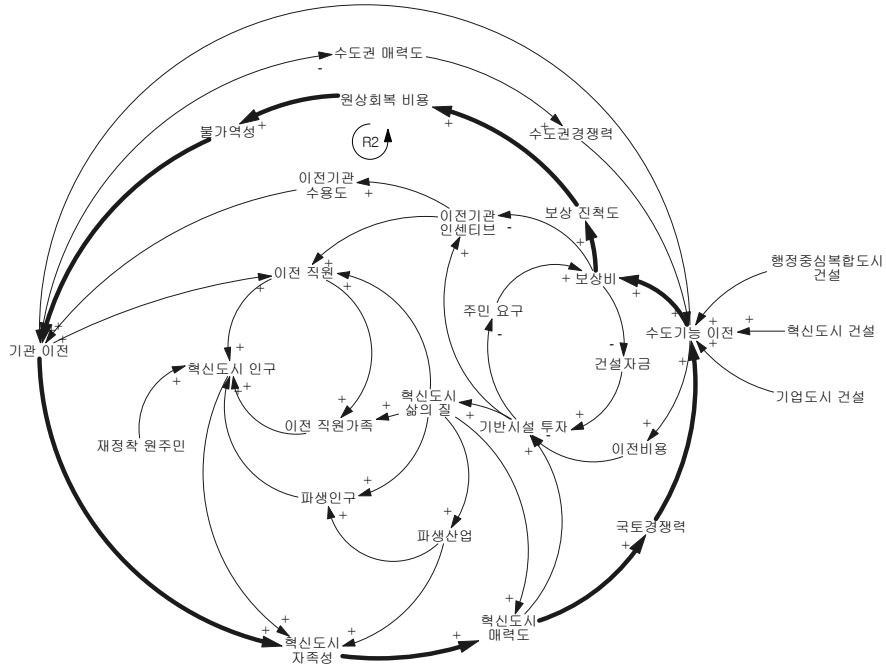 수도권 매력도
-
원상회복 비용
불가역성
+
+
+
수도권경쟁력
R2
이전기관
수용도
+
이전기관
인센티브
-
보상 진척도
+
+
행정중심복합도시
건설
이전 직원
+
+
+
+
보상비
+
주민 요구
-
+
+
+
혁신도시 건설
수도기능 이전
+
+
+
기관 이전
+
+
+
-
건설자금
혁신도시 인구
+
+
+
+
기업도시 건설
혁신도시
삶의 질
+
+
+
+
이전 직원가족
기반시설 투자
-
+
+
이전비용
재정착 원주민
+
파생인구
+
+
파생산업
국토경쟁력
+
+
+
혁신도시
매력도
+
+
+
+
혁신도시
자족성